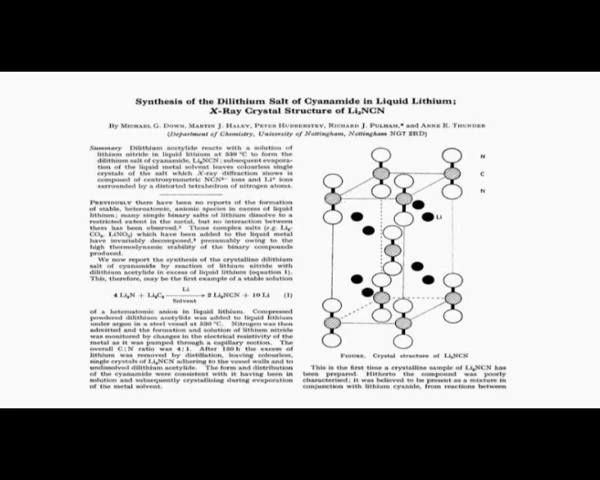 Synthesis of the Dilithium Salt of Cyanamide in Liquid Lithium;
X-Ray Crystal Structure of Li₂NCN
By MICHAEL G. DOWN, MARTIN J. HALEY, PETER HUBBERSTEY, RICHARD J. PULHAM,* and ANNE E. THUNDER
(Department of Chemistry, University of Nottingham, Nottingham NG7 2RD)
Summary Dilithium acetylide reacts with a solution of
lithium nitride in liquid lithium at 530 °C to form the
dilithium salt of cyanamide, Li₂NCN; subsequent evapora-
tion of the liquid metal solvent leaves colourless single
crystals of the salt which X-ray diffraction shows is
composed of centrosymmetric NCN²⁻ ions and Li⁺ ions
surrounded by a distorted tetrahedron of nitrogen atoms.
PREVIOUSLY there have been no reports of the formation
of stable, heteroatomic, anionic species in excess of liquid
lithium; many simple binary salts of lithium dissolve to a
restricted extent in the metal, but no interaction between
them has been observed.¹ Those complex salts (e.g. Li₂-
CO₃, LiNO₃) which have been added to the liquid metal
have invariably decomposed,² presumably owing to the
high thermodynamic stability of the binary compounds
produced.
We now report the synthesis of the crystalline dilithium
salt of cyanamide by reaction of lithium nitride with
dilithium acetylide in excess of liquid lithium (equation 1).
This, therefore, may be the first example of a stable solution
Li
4 Li₃N + Li₂C₂ → 2 Li₂NCN + 10 Li (1)
Solvent
of a heteroatomic anion in liquid lithium. Compressed
powdered dilithium acetylide was added to liquid lithium
under argon in a steel vessel at 530 °C. Nitrogen was then
admitted and the formation and solution of lithium nitride
was monitored by changes in the electrical resistivity of the
metal as it was pumped through a capillary section. The
overall C:N ratio was 4:1. After 150 h the excess of
lithium was removed by distillation, leaving colourless,
single crystals of Li₂NCN adhering to the vessel walls and to
undissolved dilithium acetylide. The form and distribution
of the cyanamide were consistent with it having been in
solution and subsequently crystallising during evaporation
of the metal solvent.
N
C
N
Li
FIGURE. Crystal structure of Li₂NCN
This is the first time a crystalline sample of Li₂NCN has
been prepared. Hitherto the compound was poorly
characterised; it was believed to be present as a mixture in
conjunction with lithium cyanide, from reactions between